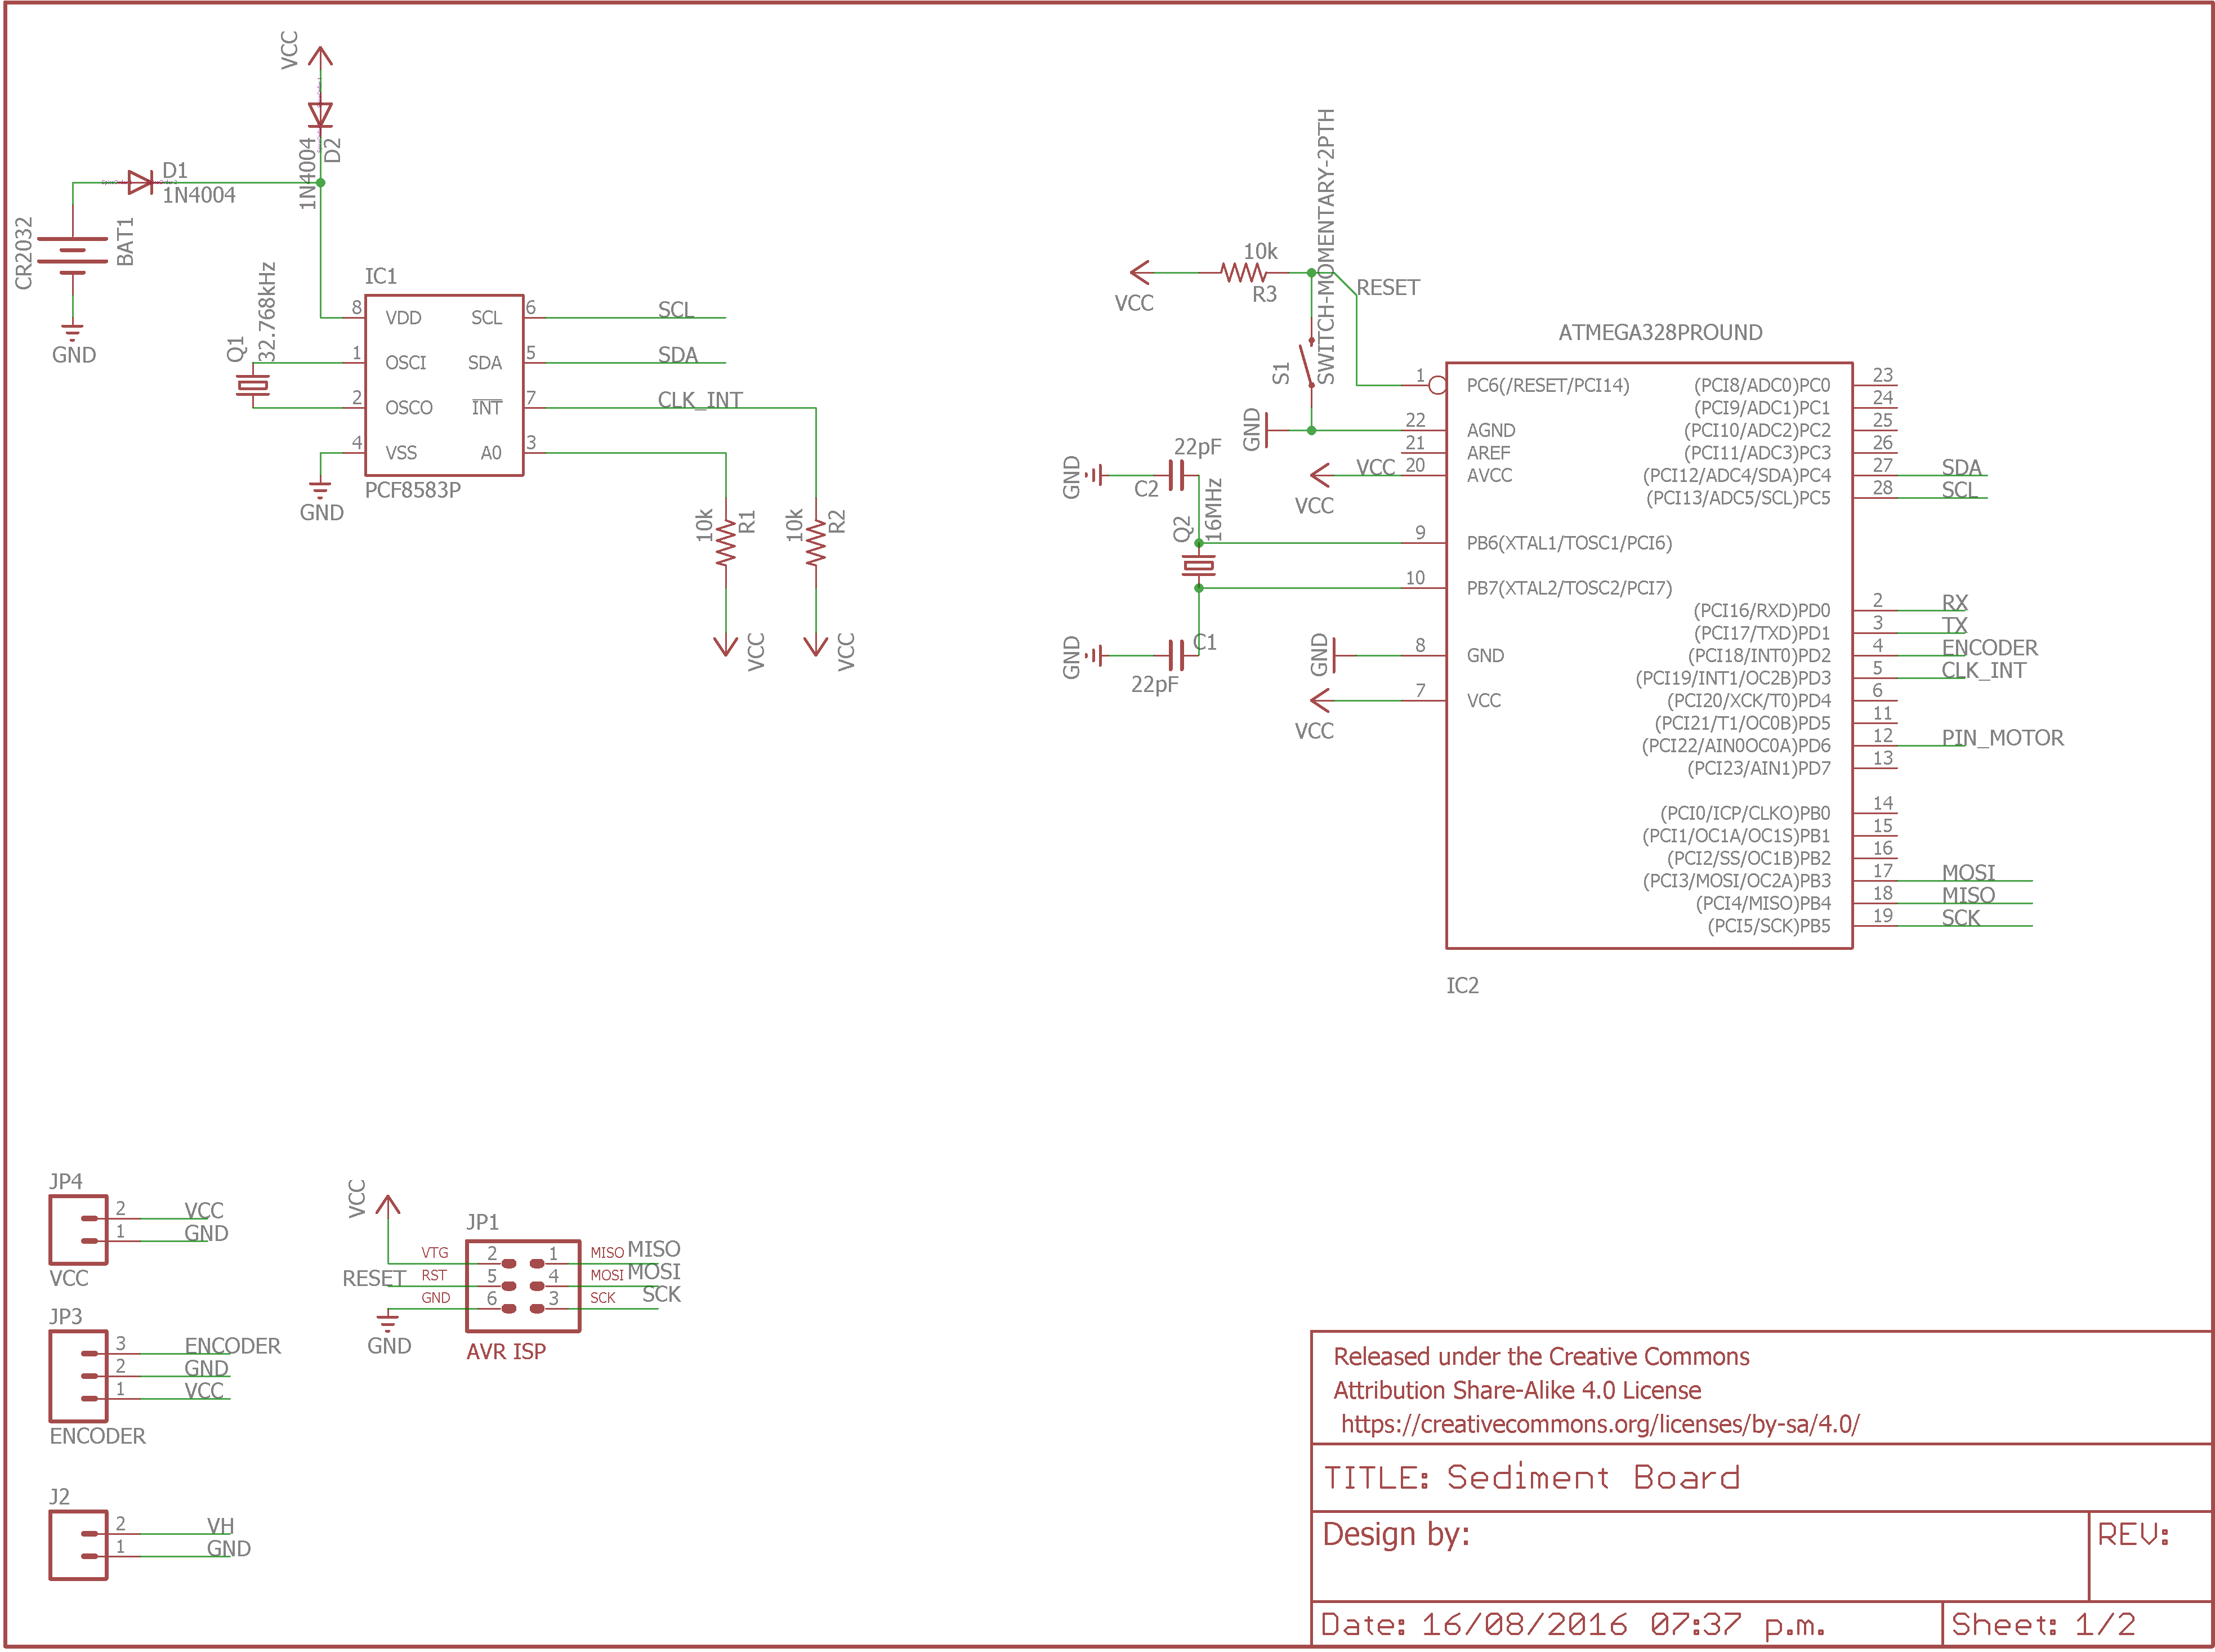 VCC
D2
1N4004
D1
1N4004
CR2032
BAT1
GND
Q1
32.768kHz
IC1
8 VDD SCL 6 SCL
1 OSCI SDA 5 SDA
2 OSCO INT 7 CLK_INT
4 VSS A0 3
PCF8583P
GND
10k
R1
10k
R2
VCC
VCC
SWITCH-MOMENTARY-2PTH
10k
R3
VCC
RESET
S1
GND
ATMEGA328PROUND
1 PC6(/RESET/PCI14)
22 AGND
21 AREF
VCC 20 AVCC
VCC
9 PB6(XTAL1/TOSC1/PCI6)
10 PB7(XTAL2/TOSC2/PCI7)
GND 8 GND
7 VCC
VCC
22pF
C2
GND
Q2
16MHz
C1
GND
22pF
(PCI8/ADC0)PC0 23
(PCI9/ADC1)PC1 24
(PCI10/ADC2)PC2 25
(PCI11/ADC3)PC3 26
(PCI12/ADC4/SDA)PC4 27 SDA
(PCI13/ADC5/SCL)PC5 28 SCL
(PCI16/RXD)PD0 2 RX
(PCI17/TXD)PD1 3 TX
(PCI18/INT0)PD2 4 ENCODER
(PCI19/INT1/OC2B)PD3 5 CLK_INT
(PCI20/XCK/T0)PD4 6
(PCI21/T1/OC0B)PD5 11
(PCI22/AIN0OC0A)PD6 12 PIN_MOTOR
(PCI23/AIN1)PD7 13
(PCI0/ICP/CLKO)PB0 14
(PCI1/OC1A/OC1S)PB1 15
(PCI2/SS/OC1B)PB2 16
(PCI3/MOSI/OC2A)PB3 17 MOSI
(PCI4/MISO)PB4 18 MISO
(PCI5/SCK)PB5 19 SCK
IC2
JP4
2 VCC
1 GND
VCC
JP3
3 ENCODER
2 GND
1 VCC
ENCODER
J2
2 VH
1 GND
VCC
JP1
VTG 2 1 MISO MISO
RESET RST 5 4 MOSI MOSI
GND 6 3 SCK SCK
GND
AVR ISP
Released under the Creative Commons
Attribution Share-Alike 4.0 License
https://creativecommons.org/licenses/by-sa/4.0/
TITLE: Sediment Board
Design by:
REV:
Date: 16/08/2016 07:37 p.m.
Sheet: 1/2